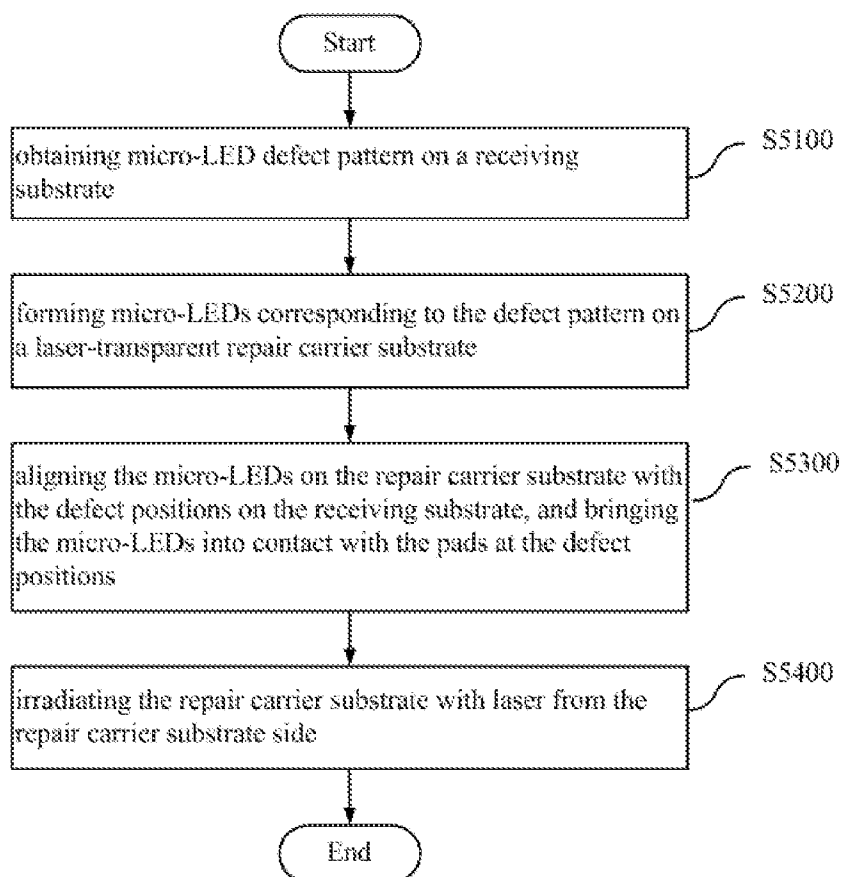 Start
obtaining micro-LED defect pattern on a receiving
substrate
S5100
forming micro-LEDs corresponding to the defect pattern on
a laser-transparent repair carrier substrate
S5200
aligning the micro-LEDs on the repair carrier substrate with
the defect positions on the receiving substrate, and bringing
the micro-LEDs into contact with the pads at the defect
positions
S5300
irradiating the repair carrier substrate with laser from the
repair carrier substrate side
S5400
End